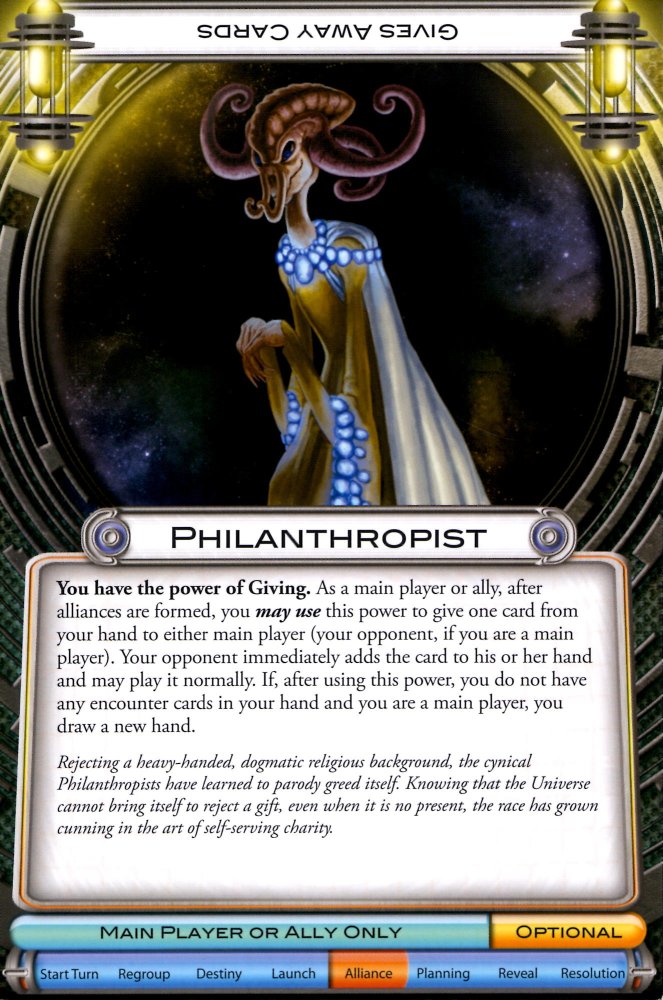 Gives Away Cards
Philanthropist
You have the power of Giving. As a main player or ally, after
alliances are formed, you may use this power to give one card from
your hand to either main player (your opponent, if you are a main
player). Your opponent immediately adds the card to his or her hand
and may play it normally. If, after using this power, you do not have
any encounter cards in your hand and you are a main player, you
draw a new hand.
Rejecting a heavy-handed, dogmatic religious background, the cynical
Philanthropists have learned to parody greed itself. Knowing that the Universe
cannot bring itself to reject a gift, even when it is no present, the race has grown
cunning in the art of self-serving charity.
Main Player or Ally Only Optional
Start Turn Regroup Destiny Launch Alliance Planning Reveal Resolution